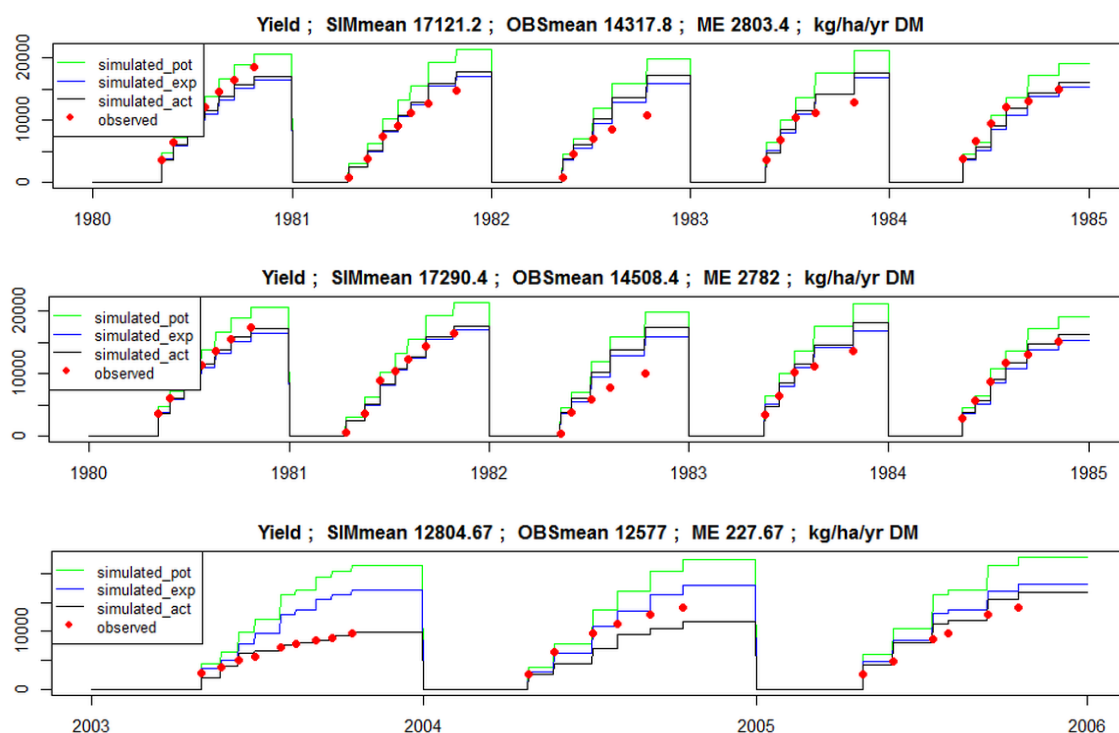 Yield ; SIMmean 17121.2 ; OBSmean 14317.8 ; ME 2803.4 ; kg/ha/yr DM
simulated_pot
simulated_exp
simulated_act
observed
20000
10000
0
1980 1981 1982 1983 1984 1985
Yield ; SIMmean 17290.4 ; OBSmean 14508.4 ; ME 2782 ; kg/ha/yr DM
simulated_pot
simulated_exp
simulated_act
observed
20000
10000
0
1980 1981 1982 1983 1984 1985
Yield ; SIMmean 12804.67 ; OBSmean 12577 ; ME 227.67 ; kg/ha/yr DM
simulated_pot
simulated_exp
simulated_act
observed
10000
0
2003 2004 2005 2006